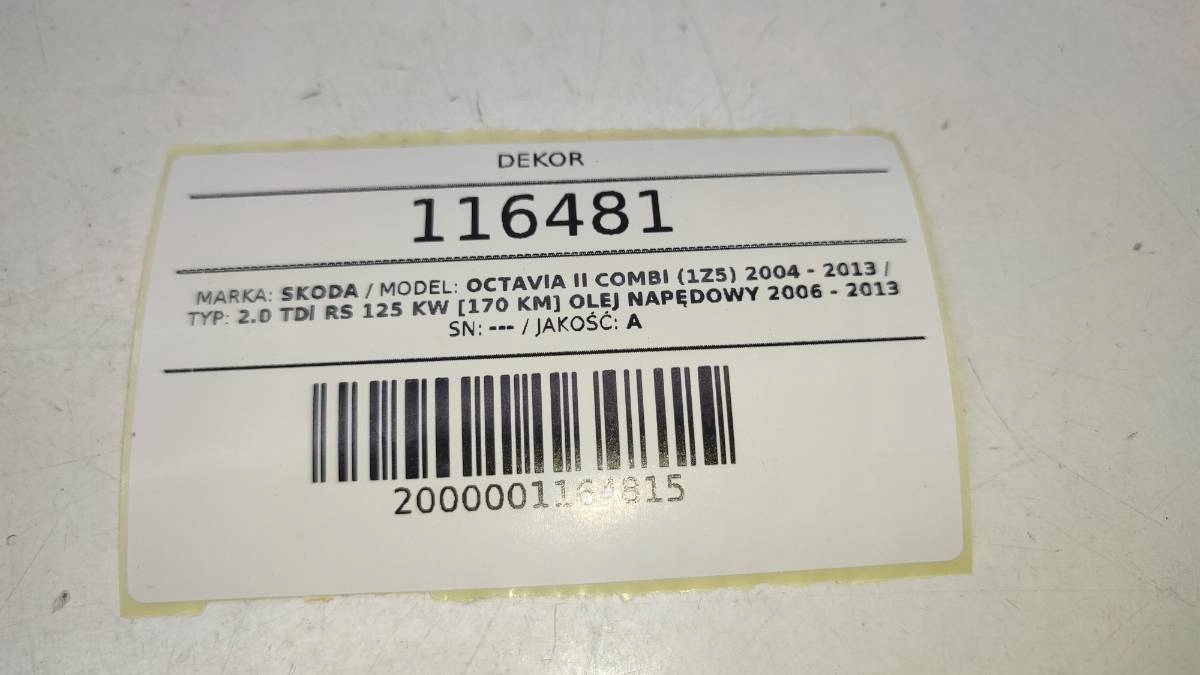 DEKOR
116481
MARKA: SKODA / MODEL: OCTAVIA II COMBI (1Z5) 2004 - 2013 /
TYP: 2.0 TDI RS 125 KW [170 KM] OLEJ NAPĘDOWY 2006 - 2013
SN: --- / JAKOŚĆ: A
2000001164815